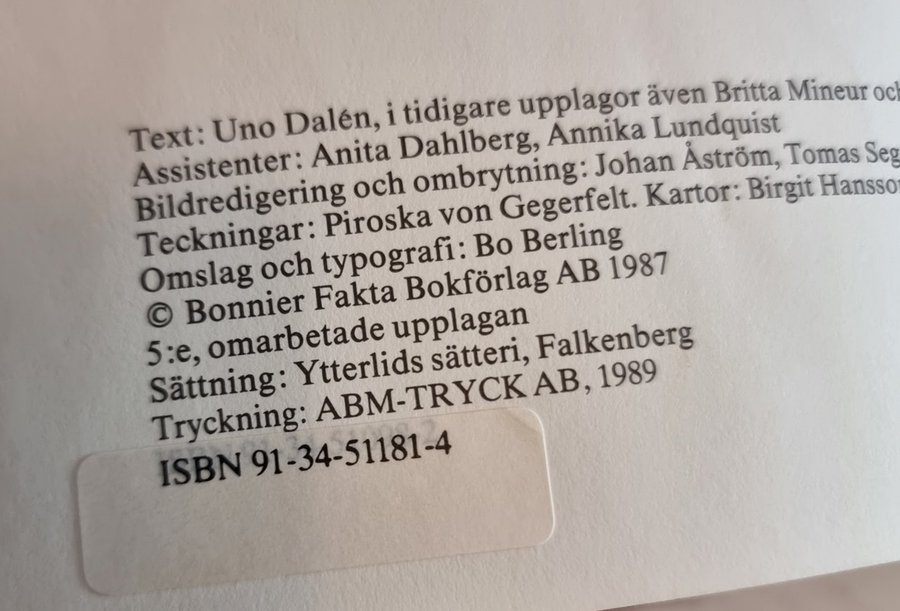 Text: Uno Dalén, i tidigare upplagor även Britta Mineur och
Assistenter: Anita Dahlberg, Annika Lundquist
Bildredigering och ombrytning: Johan Åström, Tomas Seg
Teckningar: Piroska von Gegerfelt. Kartor: Birgit Hansso
Omslag och typografi: Bo Berling
© Bonnier Fakta Bokförlag AB 1987
5:e, omarbetade upplagan
Sättning: Ytterlids sätteri, Falkenberg
Tryckning: ABM-TRYCK AB, 1989
ISBN 91-34-51181-4